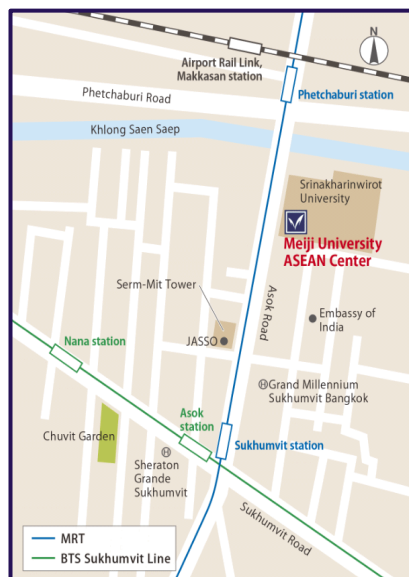 N
Airport Rail Link,
Makkasan station
Phetchaburi station
Phetchaburi Road
Khlong Saen Saep
Srinakharinwirot
University
Meiji University
ASEAN Center
Serm-Mit Tower
Asok Road
Embassy of
India
JASSO
Nana station
Grand Millennium
Sukhumvit Bangkok
Asok
station
Chuvit Garden
Sukhumvit station
Sheraton
Grande
Sukhumvit
Sukhumvit Road
MRT
BTS Sukhumvit Line